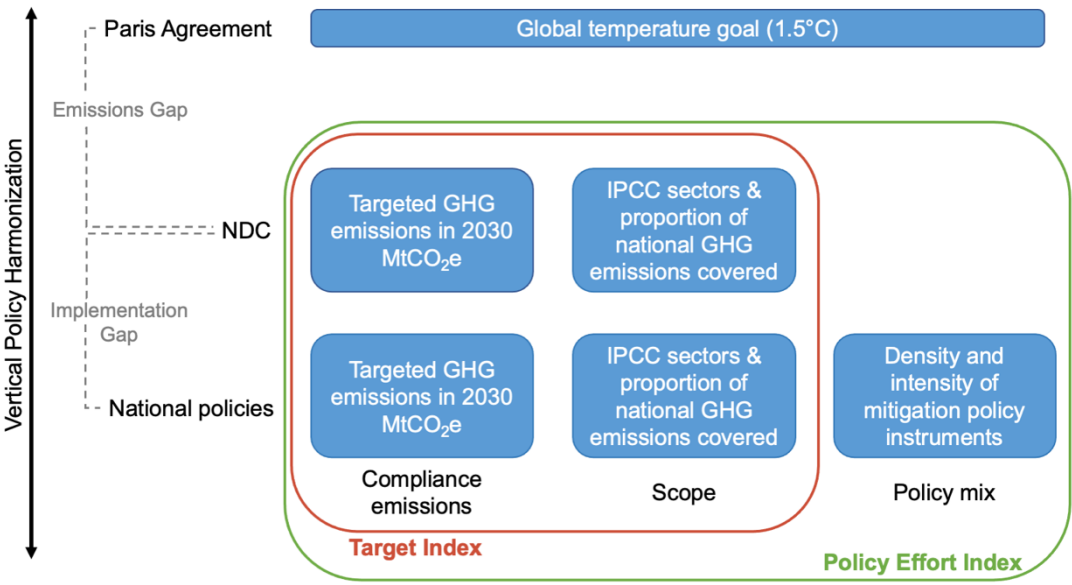 Vertical Policy Harmonization
Paris Agreement
Global temperature goal (1.5°C)
Emissions Gap
NDC
Targeted GHG
emissions in 2030
MtCO₂e
IPCC sectors &
proportion of
national GHG
emissions covered
Implementation
Gap
National policies
Targeted GHG
emissions in 2030
MtCO₂e
IPCC sectors &
proportion of
national GHG
emissions covered
Density and
intensity of
mitigation policy
instruments
Compliance
emissions
Scope
Policy mix
Target Index
Policy Effort Index